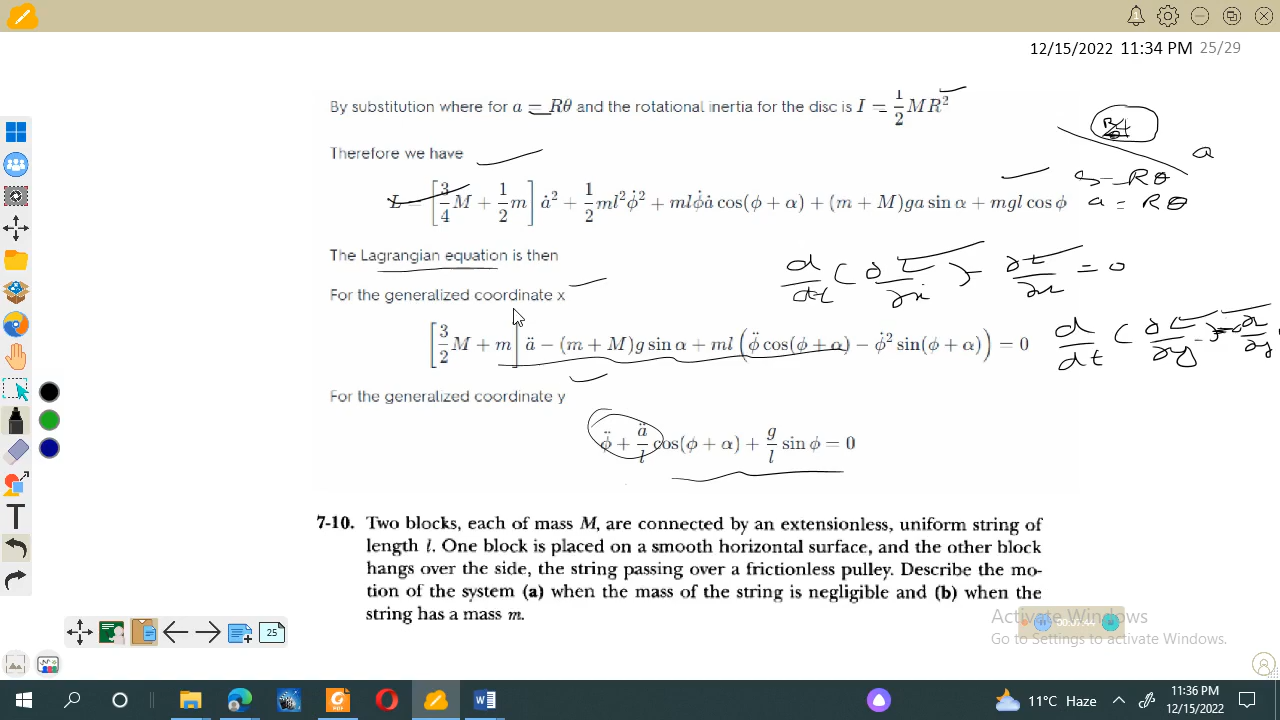 12/15/2022 11:34 PM 25/29
By substitution where for a = Rθ and the rotational inertia for the disc is I = 1/2 MR²
Therefore we have
L = [3/4 M + 1/2 m] ȧ² + 1/2 ml²φ̇² + mlφ̇ȧ cos(φ + α) + (m + M)ga sin α + mgl cos φ
a
s = Rθ
a = Rθ
The Lagrangian equation is then
d/dt (∂L/∂ẋ) - ∂L/∂x = 0
For the generalized coordinate x
[3/2 M + m] ä − (m + M)g sin α + ml (φ̈ cos(φ + α) − φ̇² sin(φ + α)) = 0
d/dt (∂L/∂y
For the generalized coordinate y
φ̈ + ä/l cos(φ + α) + g/l sin φ = 0
7-10. Two blocks, each of mass M, are connected by an extensionless, uniform string of
length l. One block is placed on a smooth horizontal surface, and the other block
hangs over the side, the string passing over a frictionless pulley. Describe the mo-
tion of the system (a) when the mass of the string is negligible and (b) when the
string has a mass m.
Activate Windows
Go to Settings to activate Windows.
25
T
11°C Haze
11:36 PM
12/15/2022